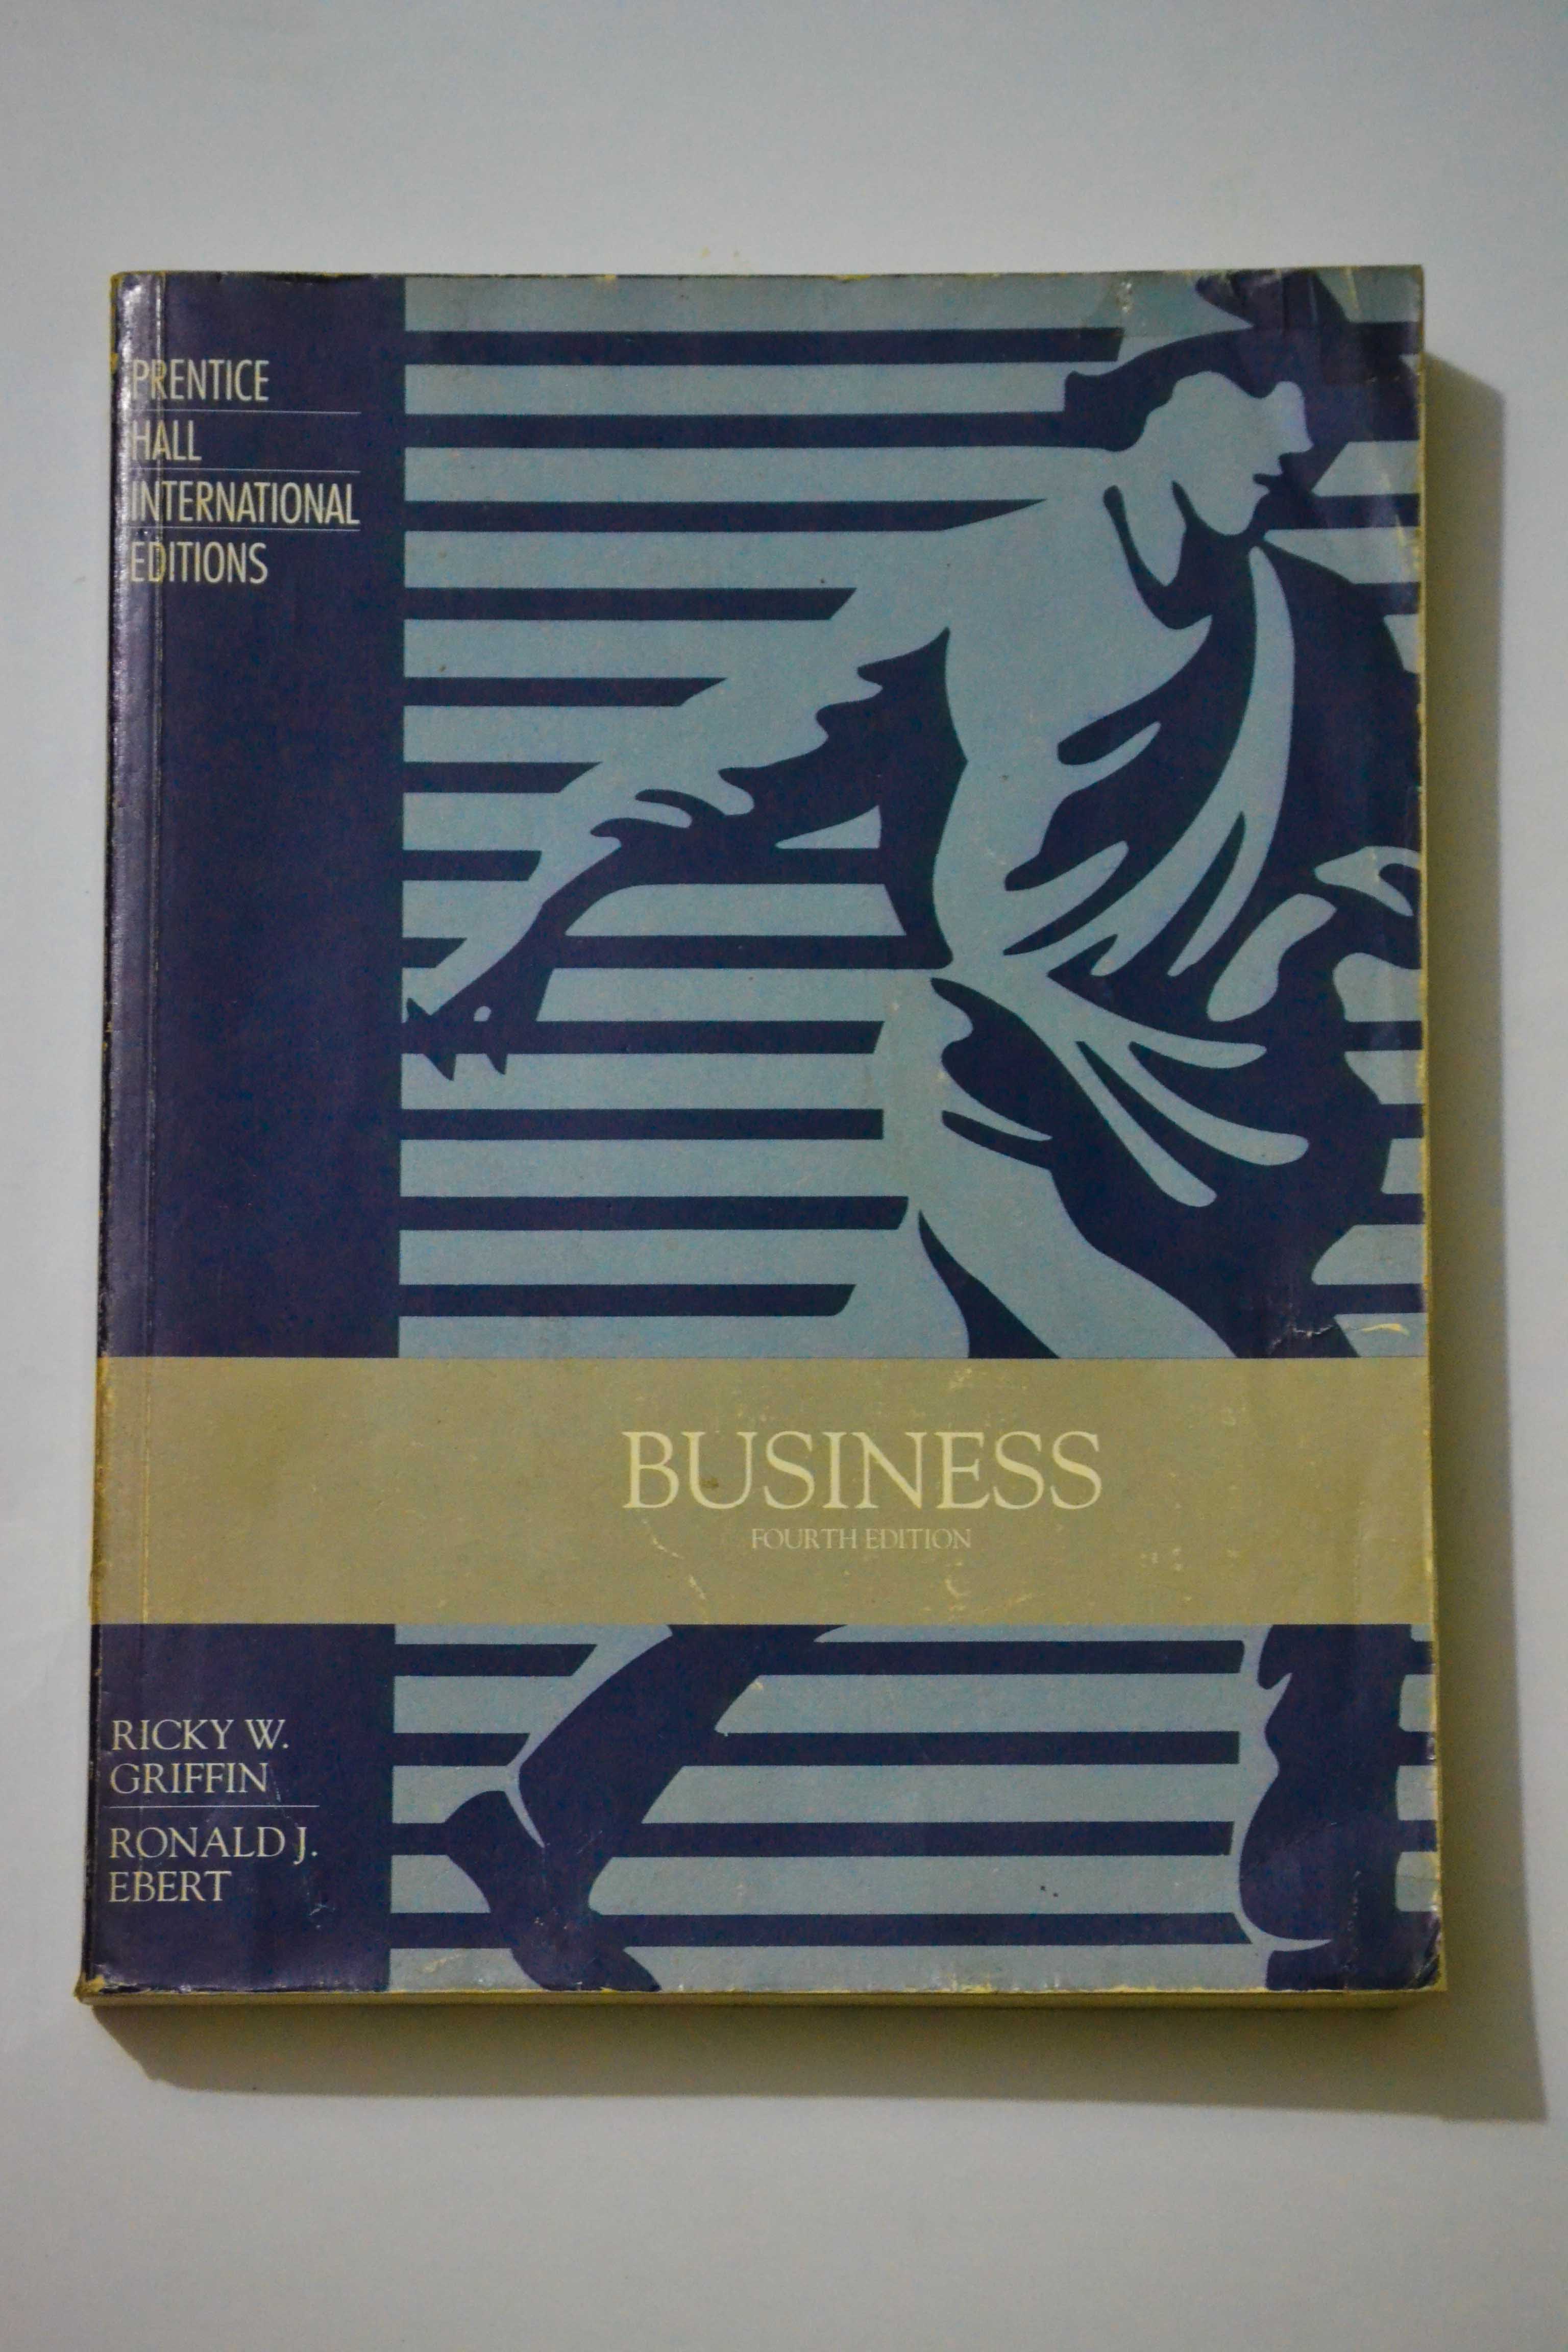 PRENTICE
HALL
INTERNATIONAL
EDITIONS
BUSINESS
FOURTH EDITION
RICKY W.
GRIFFIN
RONALD J.
EBERT